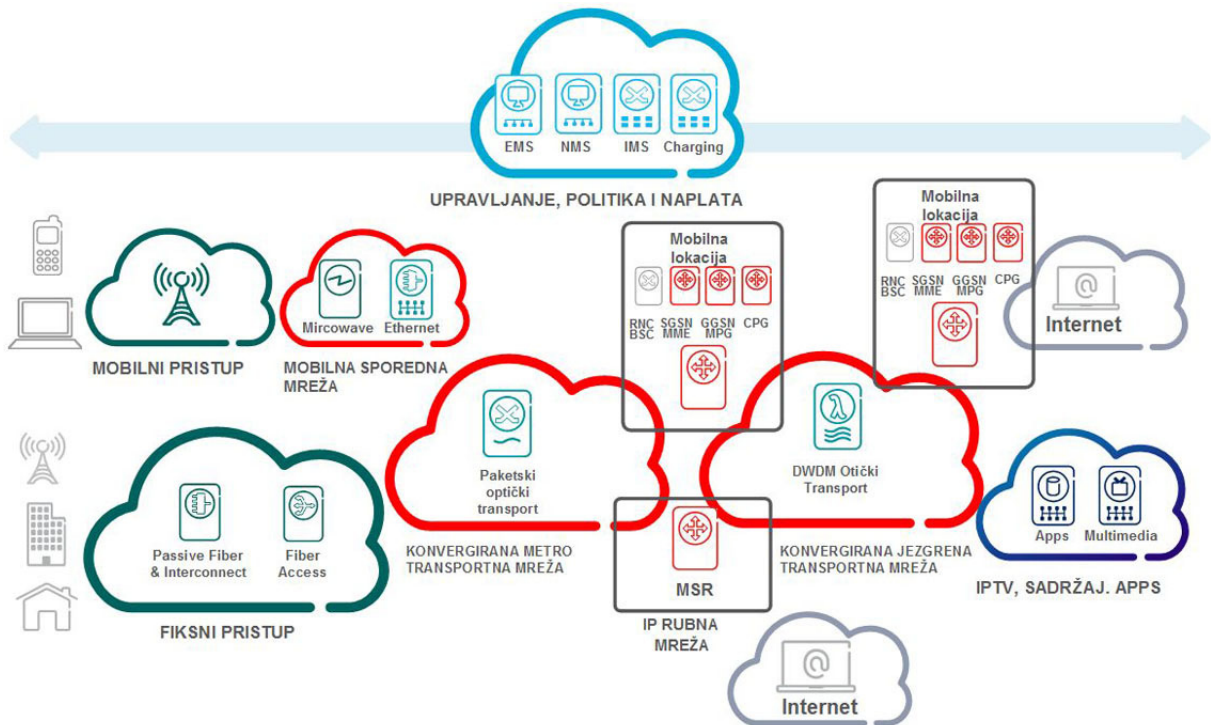 EMS
NMS
IMS
Charging
UPRAVLJANJE, POLITIKA I NAPLATA
Mobilna
lokacija
RNC
BSC
SGSN
MME
GGSN
MPG
CPG
Mobilna
lokacija
RNC
BSC
SGSN
MME
GGSN
MPG
CPG
@
Internet
Mircowave
Ethernet
MOBILNI PRISTUP
MOBILNA SPOREDNA
MREŽA
Paketski
optički
transport
λ
DWDM Otički
Transport
Passive Fiber
& Interconnect
Fiber
Access
Apps
Multimedia
KONVERGIRANA METRO
TRANSPORTNA MREŽA
KONVERGIRANA JEZGRENA
TRANSPORTNA MREŽA
MSR
IPTV, SADRŽAJ. APPS
FIKSNI PRISTUP
IP RUBNA
MREŽA
@
Internet